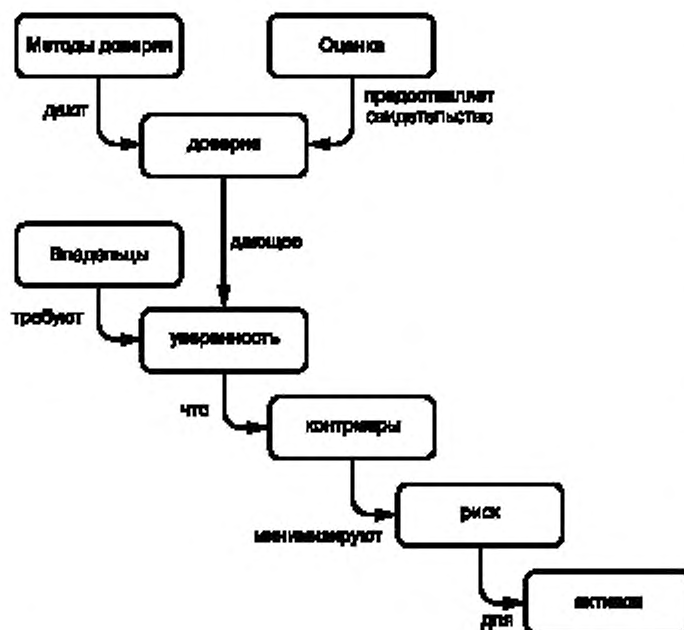 Методы доверия
Оценка
дают
предоставляет
свидетельство
доверие
дающее
Владельцы
требуют
уверенность
что
контрмеры
риск
минимизируют
активов
для